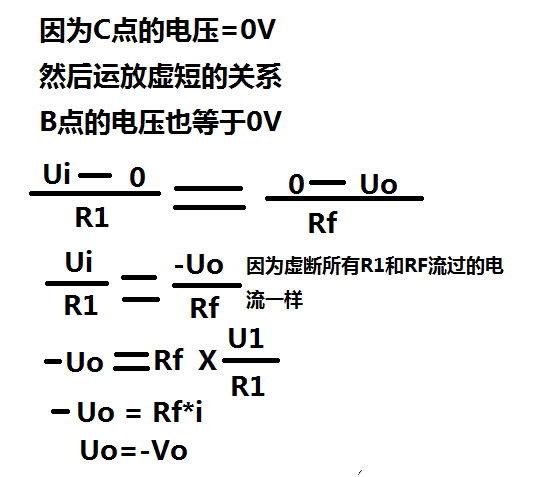 因为C点的电压=0V
然后运放虚短的关系
B点的电压也等于0V
Ui — 0 = 0 — Uo
R1 Rf
Ui = -Uo 因为虚断所有R1和RF流过的电
R1 Rf 流一样
-Uo = Rf X U1
R1
-Uo = Rf*i
Uo=-Vo